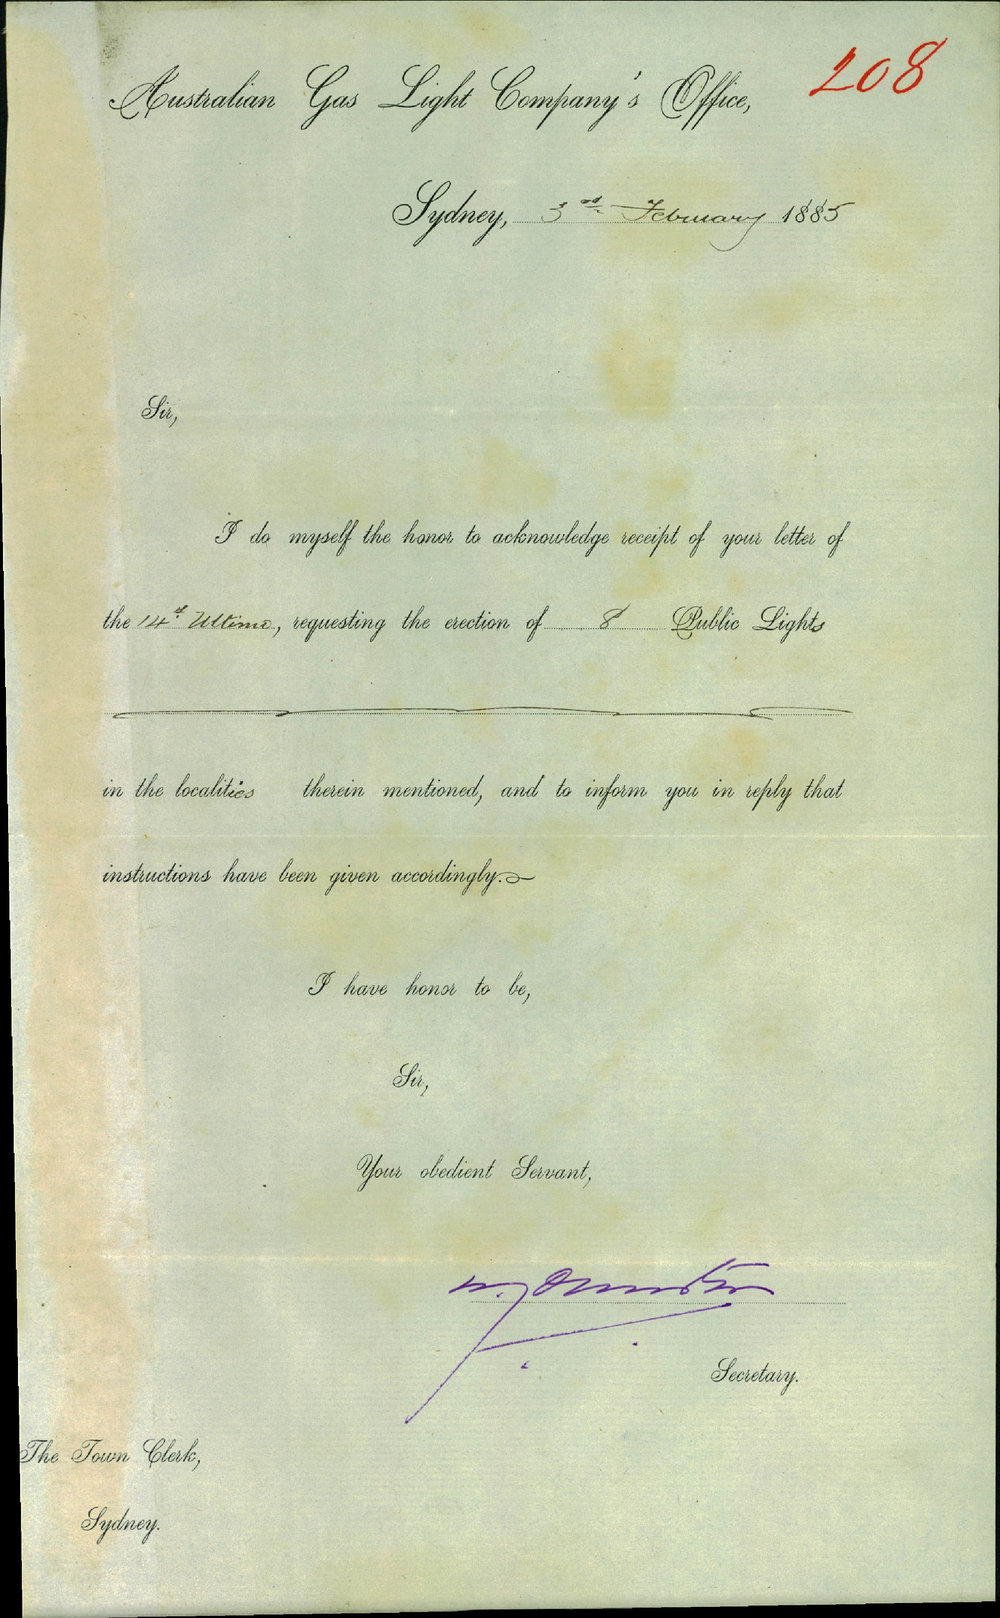 208
Australian Gas Light Company's Office,
Sydney, 3rd February 1885
Sir,
I do myself the honor to acknowledge receipt of your letter of
the 14th Ultimo, requesting the erection of 8 Public Lights
in the localities therein mentioned, and to inform you in reply that
instructions have been given accordingly.
I have honor to be,
Sir,
Your obedient Servant,
Secretary.
The Town Clerk,
Sydney.